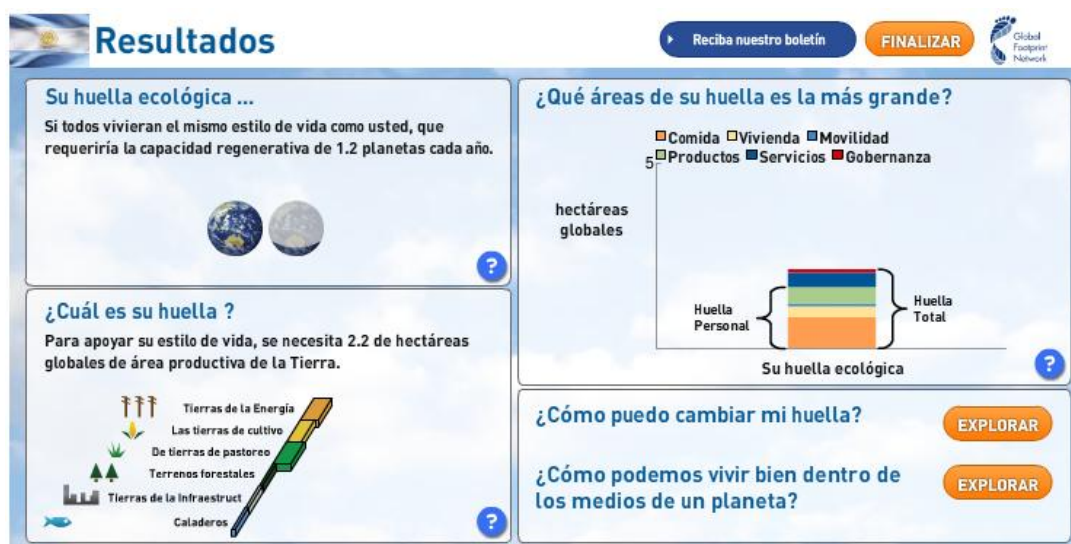 Resultados
Reciba nuestro boletín
FINALIZAR
Global
Footprint
Network
Su huella ecológica ...
Si todos vivieran el mismo estilo de vida como usted, que
requeriría la capacidad regenerativa de 1.2 planetas cada año.
?
¿Cuál es su huella ?
Para apoyar su estilo de vida, se necesita 2.2 de hectáreas
globales de área productiva de la Tierra.
Tierras de la Energía
Las tierras de cultivo
De tierras de pastoreo
Terrenos forestales
Tierras de la Infraestruct
Caladeros
?
¿Qué áreas de su huella es la más grande?
Comida Vivienda Movilidad
Productos Servicios Gobernanza
5
hectáreas
globales
Huella
Personal
Huella
Total
Su huella ecológica
?
¿Cómo puedo cambiar mi huella?
EXPLORAR
¿Cómo podemos vivir bien dentro de
los medios de un planeta?
EXPLORAR